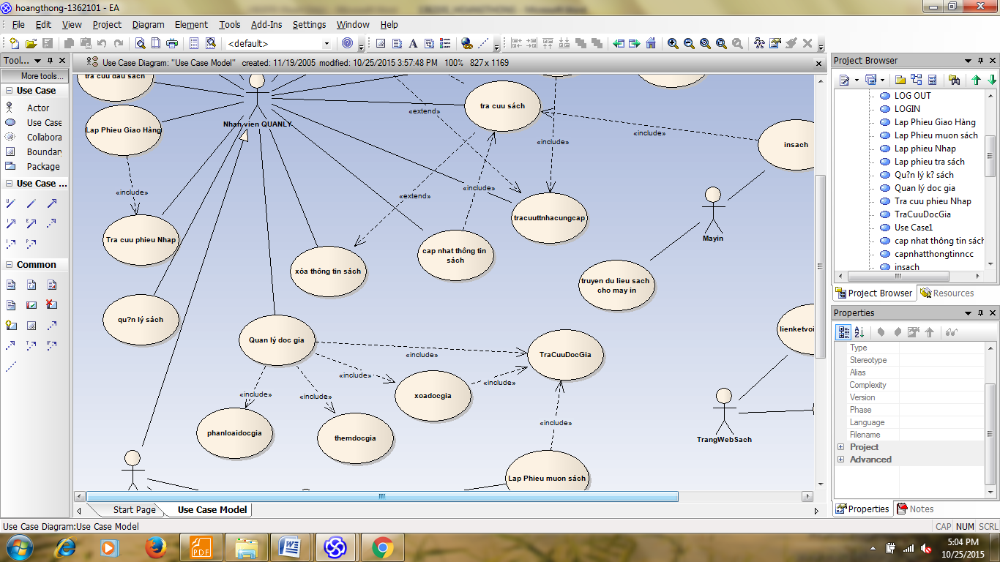 hoangthong-1362101 - EA
File Edit View Project Diagram Element Tools Add-Ins Settings Window Help
<default>
Tool...
More tools...
Use Case
Actor
Use Case
Collabora
Boundar
Package
Use Case ...
Common
Use Case Diagram: "Use Case Model" created: 11/19/2005 modified: 10/25/2015 3:57:48 PM 100% 827 x 1169
tra cuu dau sach
Nhan vien QUANLY
Lap Phieu Giao Hàng
«include»
Tra cuu phieu Nhap
qu?n lý sách
«extend»
tra cuu sách
«include»
«include»
insach
«extend»
«include»
tracuuttnhacungcap
Mayin
xóa thông tin sách
cap nhat thông tin
sách
truyen du lieu sach
cho may in
Quan lý doc gia
«include»
TraCuuDocGia
lienketvoi
«include»
«include»
xoadocgia
«include»
«include»
phanloaidocgia
themdocgia
«include»
TrangWebSach
Lap Phieu muon sách
Start Page
Use Case Model
Project Browser
LOG OUT
LOGIN
Lap Phieu Giao Hàng
Lap Phieu muon sách
Lap phieu Nhap
Lap phieu tra sách
Qu?n lý k? sách
Quan lý doc gia
Tra cuu phieu Nhap
TraCuuDocGia
Use Case1
cap nhat thông tin sách
capnhatthongtinncc
insach
Project Browser
Resources
Properties
Type
Stereotype
Alias
Complexity
Version
Phase
Language
Filename
Project
Advanced
Properties
Notes
Use Case Diagram:Use Case Model
CAP NUM SCRL
PDF
5:04 PM
10/25/2015